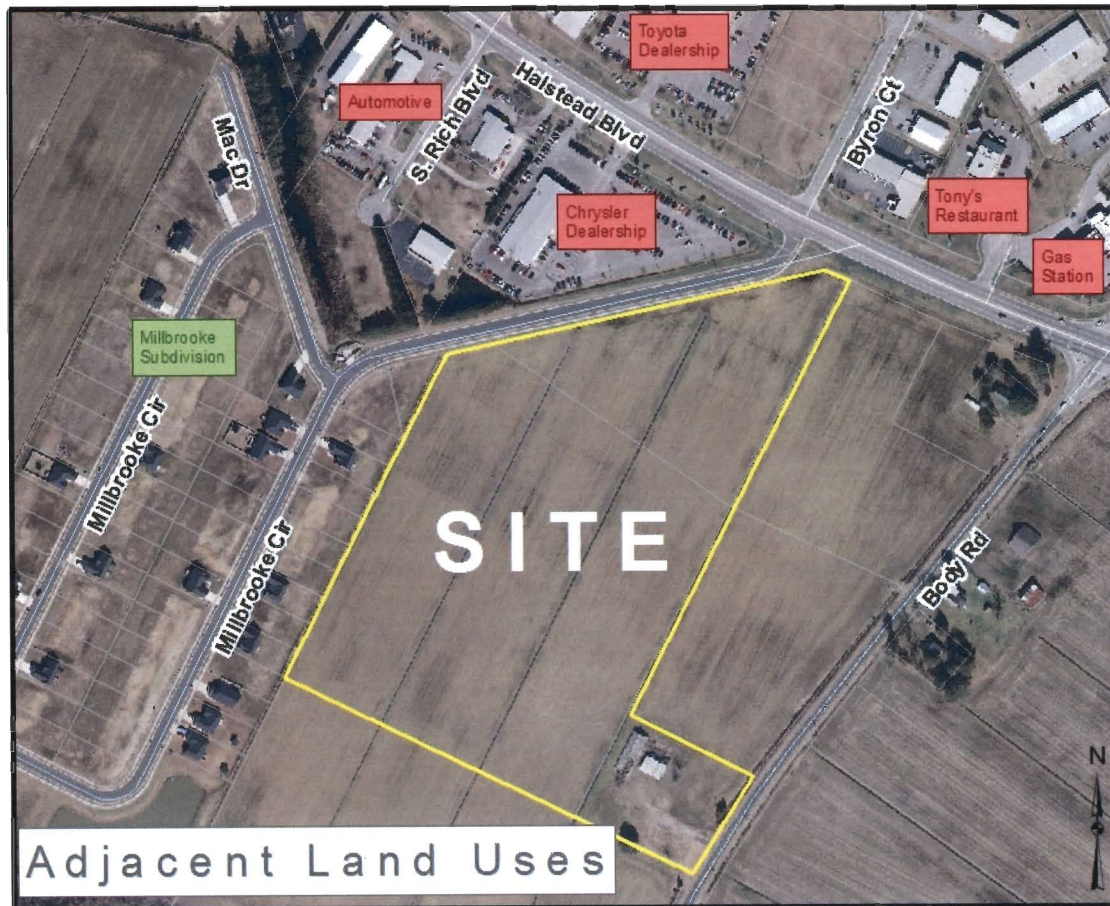 Toyota
Dealership
Automotive
S. Rich Blvd
Halstead Blvd
Byron Ct
Mac Dr
Chrysler
Dealership
Tony's
Restaurant
Gas
Station
Millbrooke
Subdivision
Millbrooke Cir
Millbrooke Cir
SITE
Body Rd
N
Adjacent Land Uses